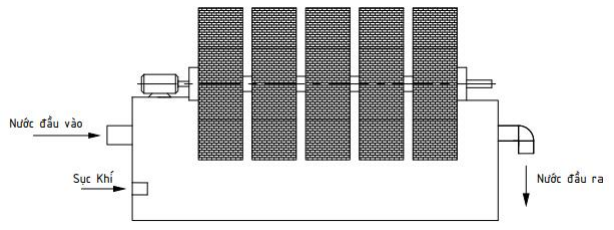 Nước đầu vào
Sục Khí
Nước đầu ra